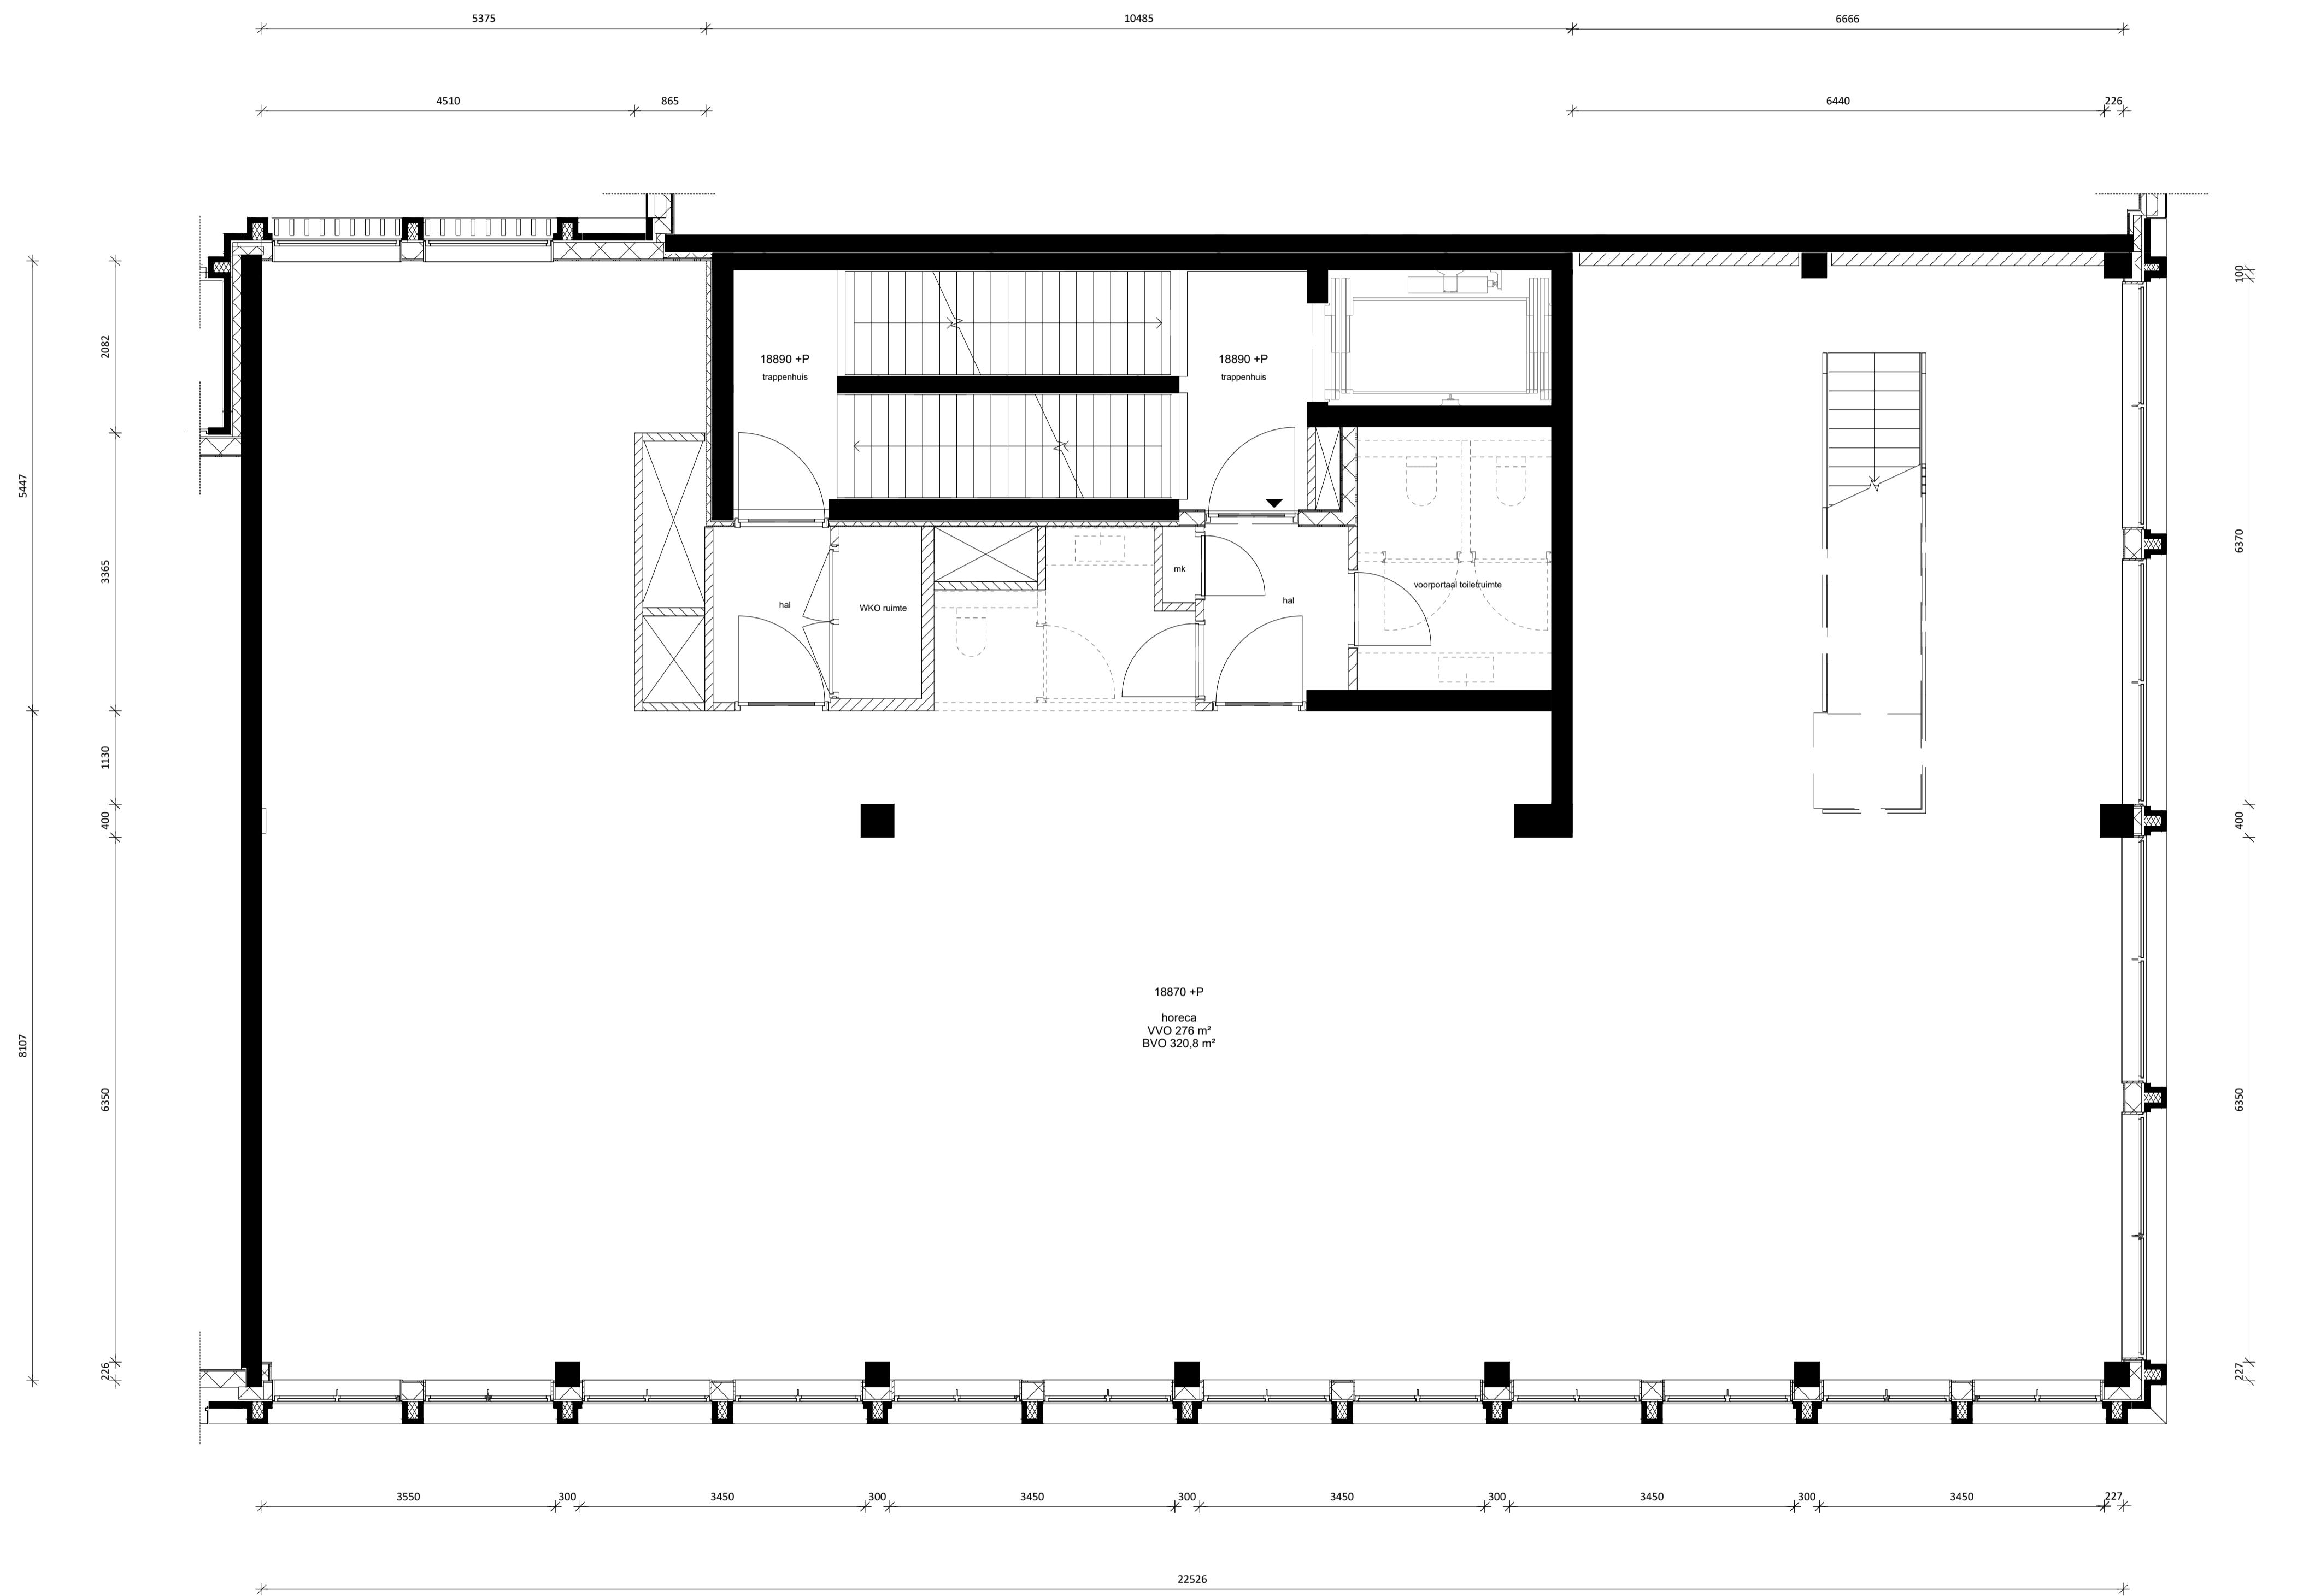 5375 10485 6666
4510 865 6440 226
100
2082
18890 +P 18890 +P
trappenhuis trappenhuis
5447
6370
3365
mk
voorportaal toiletruimte
hal
WKO ruimte
hal
1130
400 400
18870 +P
horeca
VVO 276 m²
BVO 320,8 m²
8107
6350 6350
226 227
3550 300 3450 300 3450 300 3450 300 3450 300 3450 227
22526